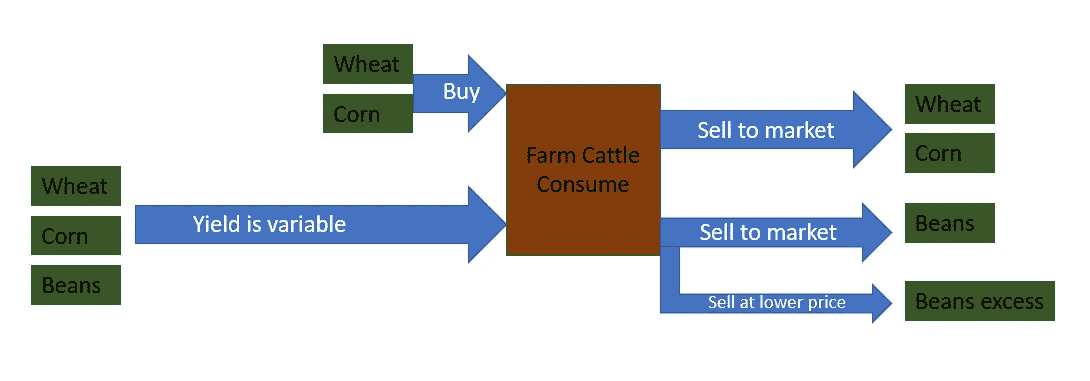 Wheat
Corn
Buy
Wheat
Corn
Beans
Yield is variable
Farm Cattle
Consume
Sell to market
Wheat
Corn
Sell to market
Beans
Sell at lower price
Beans excess